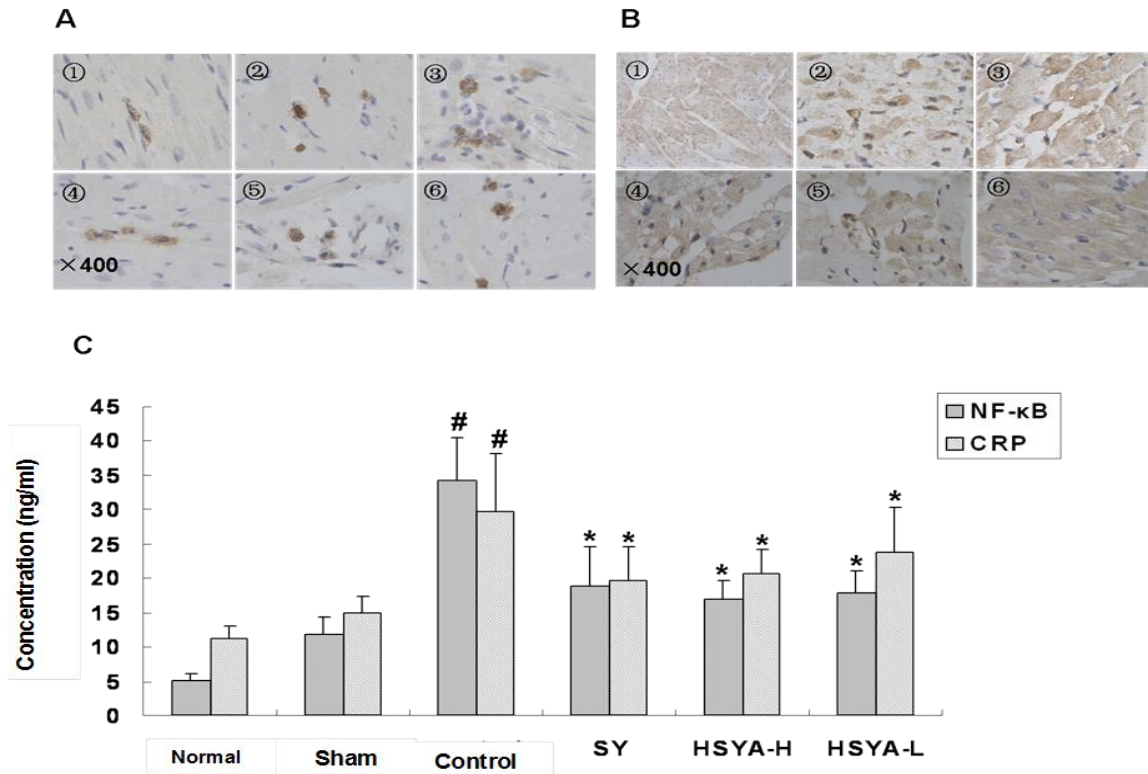 A
B
① ② ③
④ ⑤ ⑥
×400
① ② ③
④ ⑤ ⑥
×400
C
Concentration (ng/ml)
45
40
35
30
25
20
15
10
5
0
# #
* * * * * *
NF-κB
CRP
Normal Sham Control SY HSYA-H HSYA-L